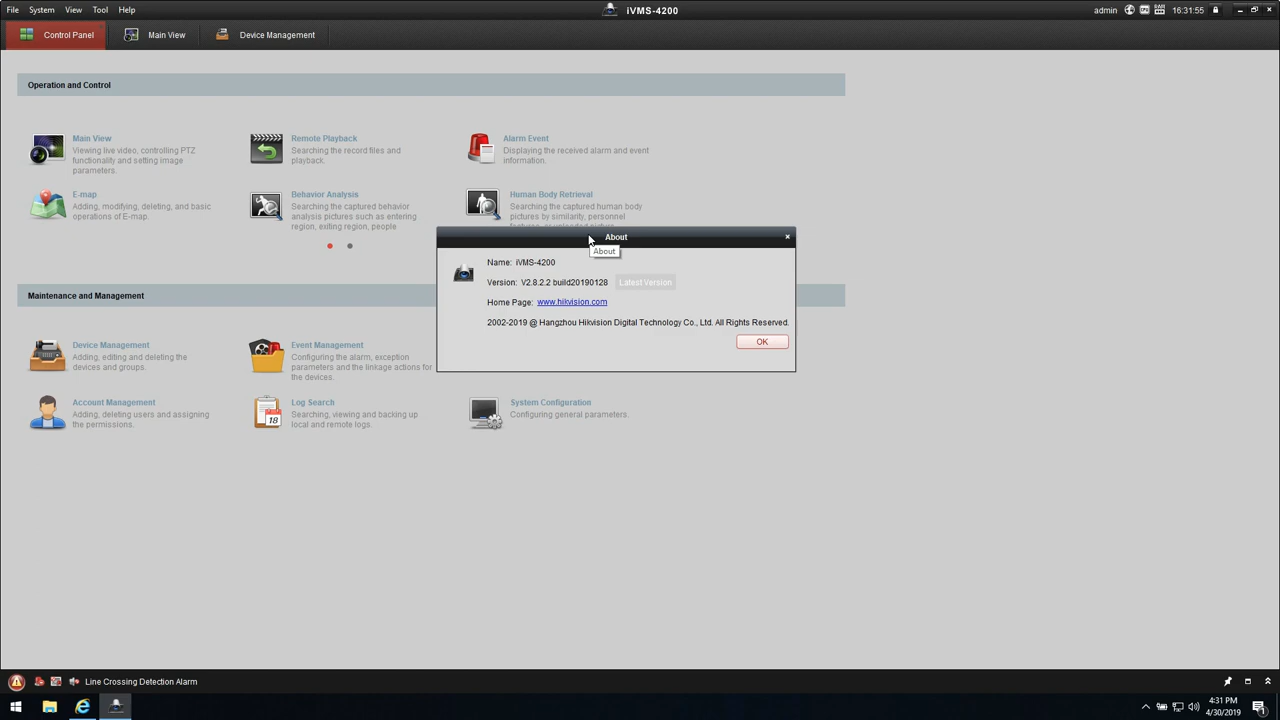 File System View Tool Help
iVMS-4200
admin
16:31:55
Control Panel
Main View
Device Management
Operation and Control
Main View
Viewing live video, controlling PTZ
functionality and setting image
parameters.
Remote Playback
Searching the record files and
playback.
Alarm Event
Displaying the received alarm and event
information.
E-map
Adding, modifying, deleting, and basic
operations of E-map.
Behavior Analysis
Searching the captured behavior
analysis pictures such as entering
region, exiting region, people
Human Body Retrieval
Searching the captured human body
pictures by similarity, personnel
About
About
Name: iVMS-4200
Version: V2.8.2.2 build20190128 Latest Version
Home Page: www.hikvision.com
2002-2019 @ Hangzhou Hikvision Digital Technology Co., Ltd. All Rights Reserved.
OK
Maintenance and Management
Device Management
Adding, editing and deleting the
devices and groups.
Event Management
Configuring the alarm, exception
parameters and the linkage actions for
the devices.
Account Management
Adding, deleting users and assigning
the permissions.
18
Log Search
Searching, viewing and backing up
local and remote logs.
System Configuration
Configuring general parameters.
Line Crossing Detection Alarm
4:31 PM
4/30/2019
1